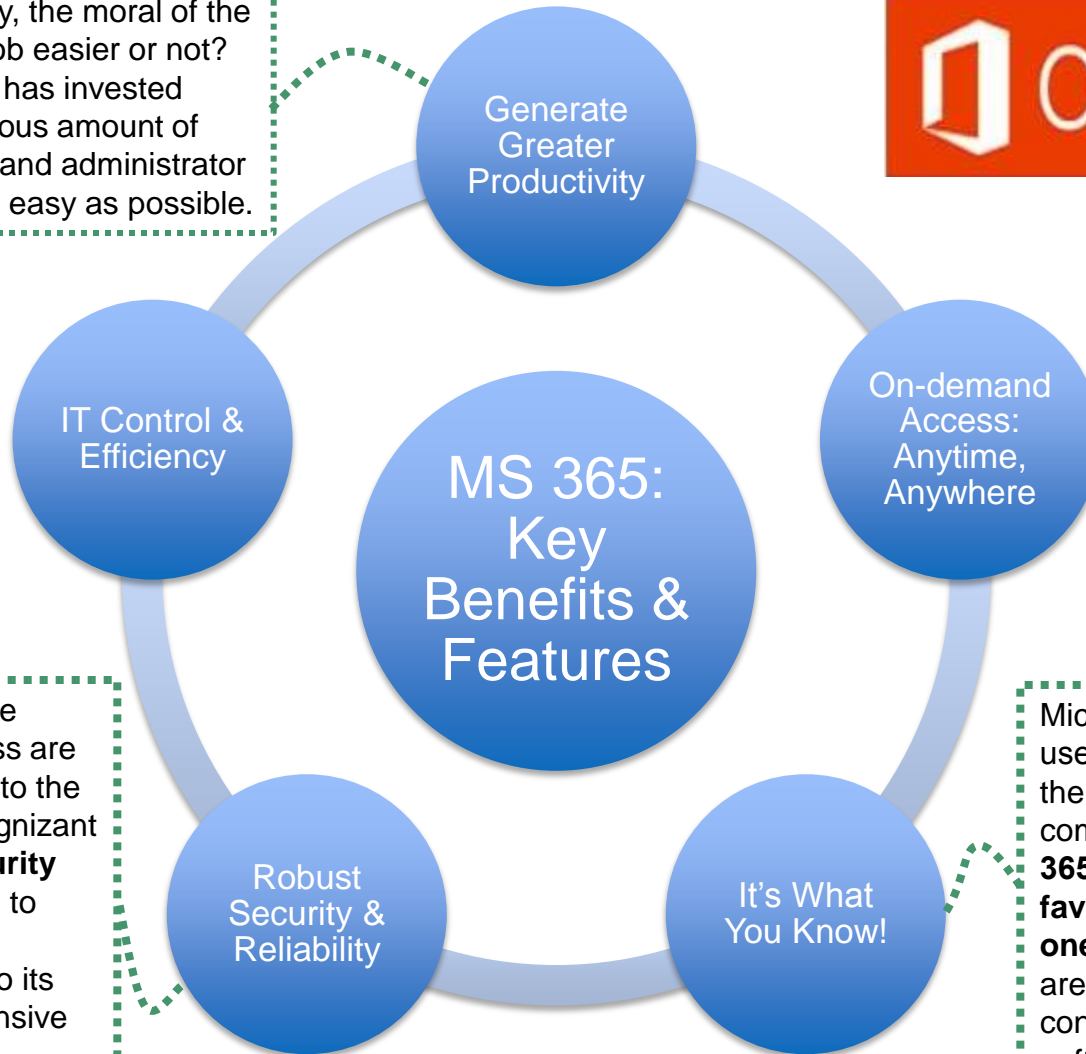 y, the moral of the
ob easier or not?
has invested
ous amount of
and administrator
easy as possible.
Generate
Greater
Productivity
O
IT Control &
Efficiency
On-demand
Access:
Anytime,
Anywhere
MS 365:
Key
Benefits &
Features
e
ss are
to the
gnizant
urity
to
o its
nsive
Robust
Security &
Reliability
It's What
You Know!
Mic
use
the
com
365
fav
one
are
con